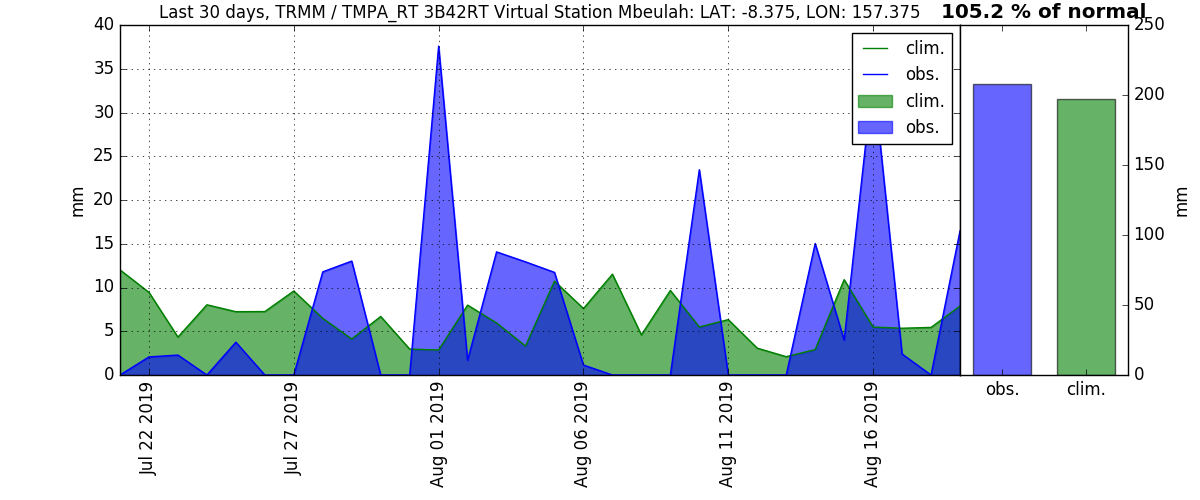 Last 30 days, TRMM / TMPA_RT 3B42RT Virtual Station Mbeulah: LAT: -8.375, LON: 157.375
105.2 % of normal
40
35
30
25
20
15
10
5
0
mm
clim.
obs.
clim.
obs.
250
200
150
100
50
0
mm
Jul 22 2019
Jul 27 2019
Aug 01 2019
Aug 06 2019
Aug 11 2019
Aug 16 2019
obs.
clim.